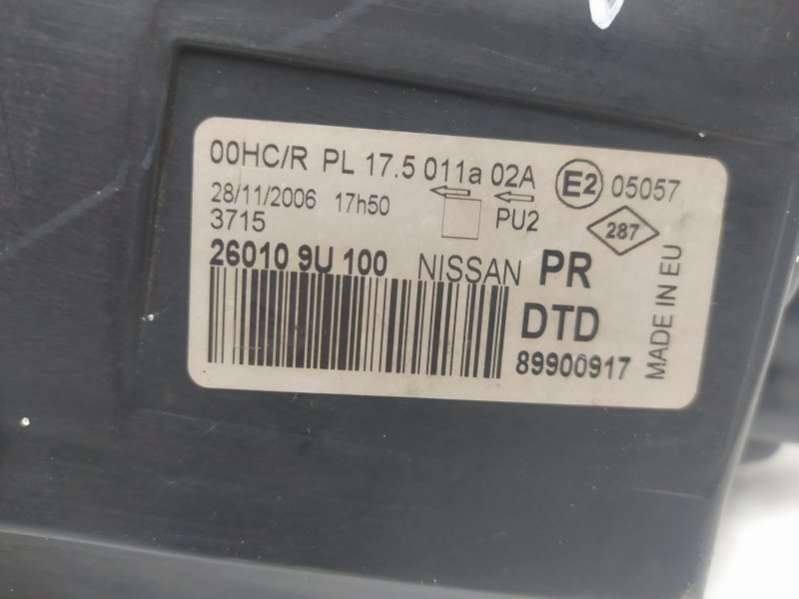 00HC/R PL 17.5 011a 02A E2 05057
28/11/2006 17h50 PU2
3715 287
26010 9U 100 NISSAN PR
DTD
89900917
MADE IN EU